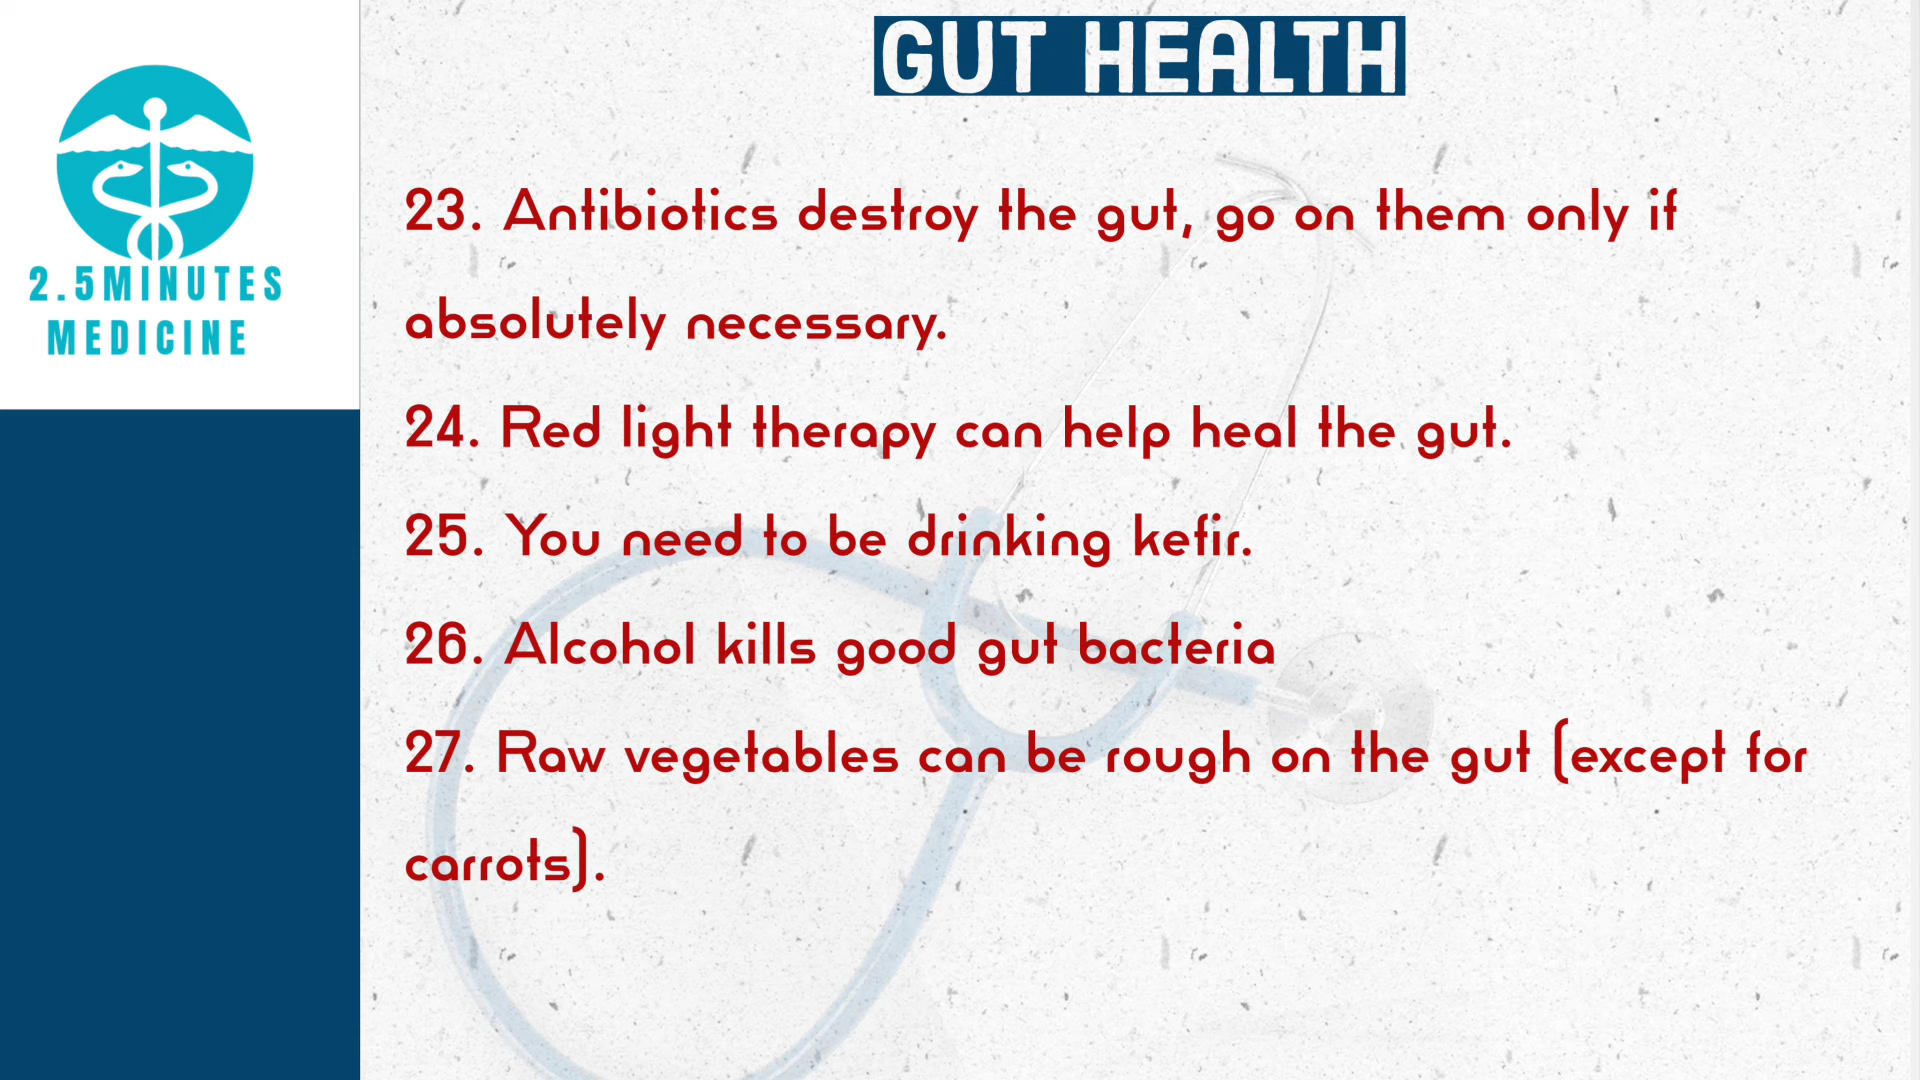 2.5MINUTES
MEDICINE
GUT HEALTH
23. Antibiotics destroy the gut, go on them only if
absolutely necessary.
24. Red light therapy can help heal the gut.
25. You need to be drinking kefir.
26. Alcohol kills good gut bacteria
27. Raw vegetables can be rough on the gut (except for
carrots).